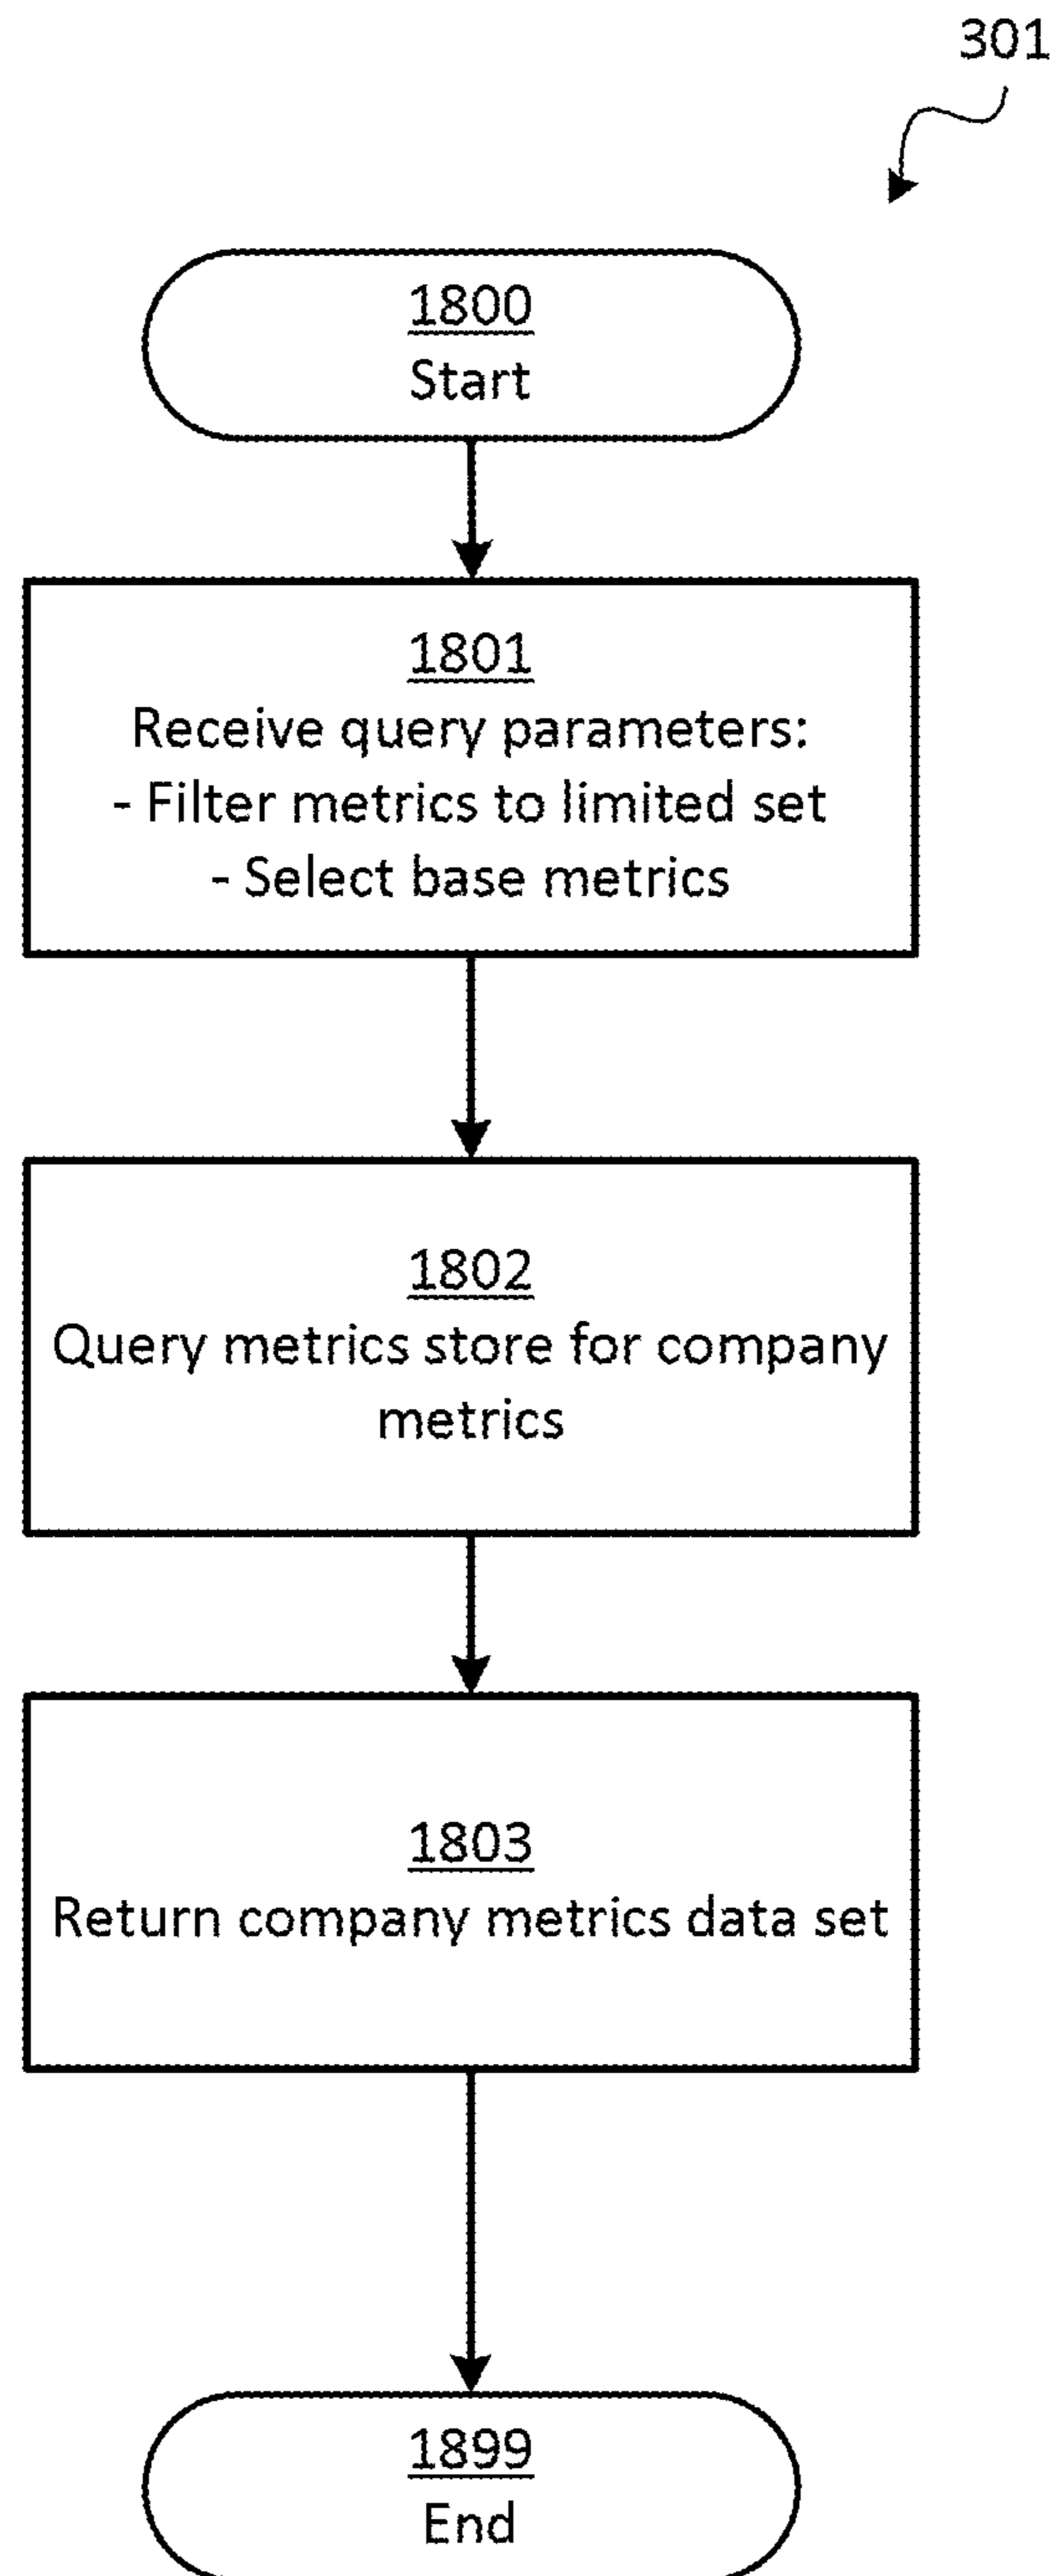 301
1800
Start
1801
Receive query parameters:
- Filter metrics to limited set
- Select base metrics
1802
Query metrics store for company
metrics
1803
Return company metrics data set
1899
End